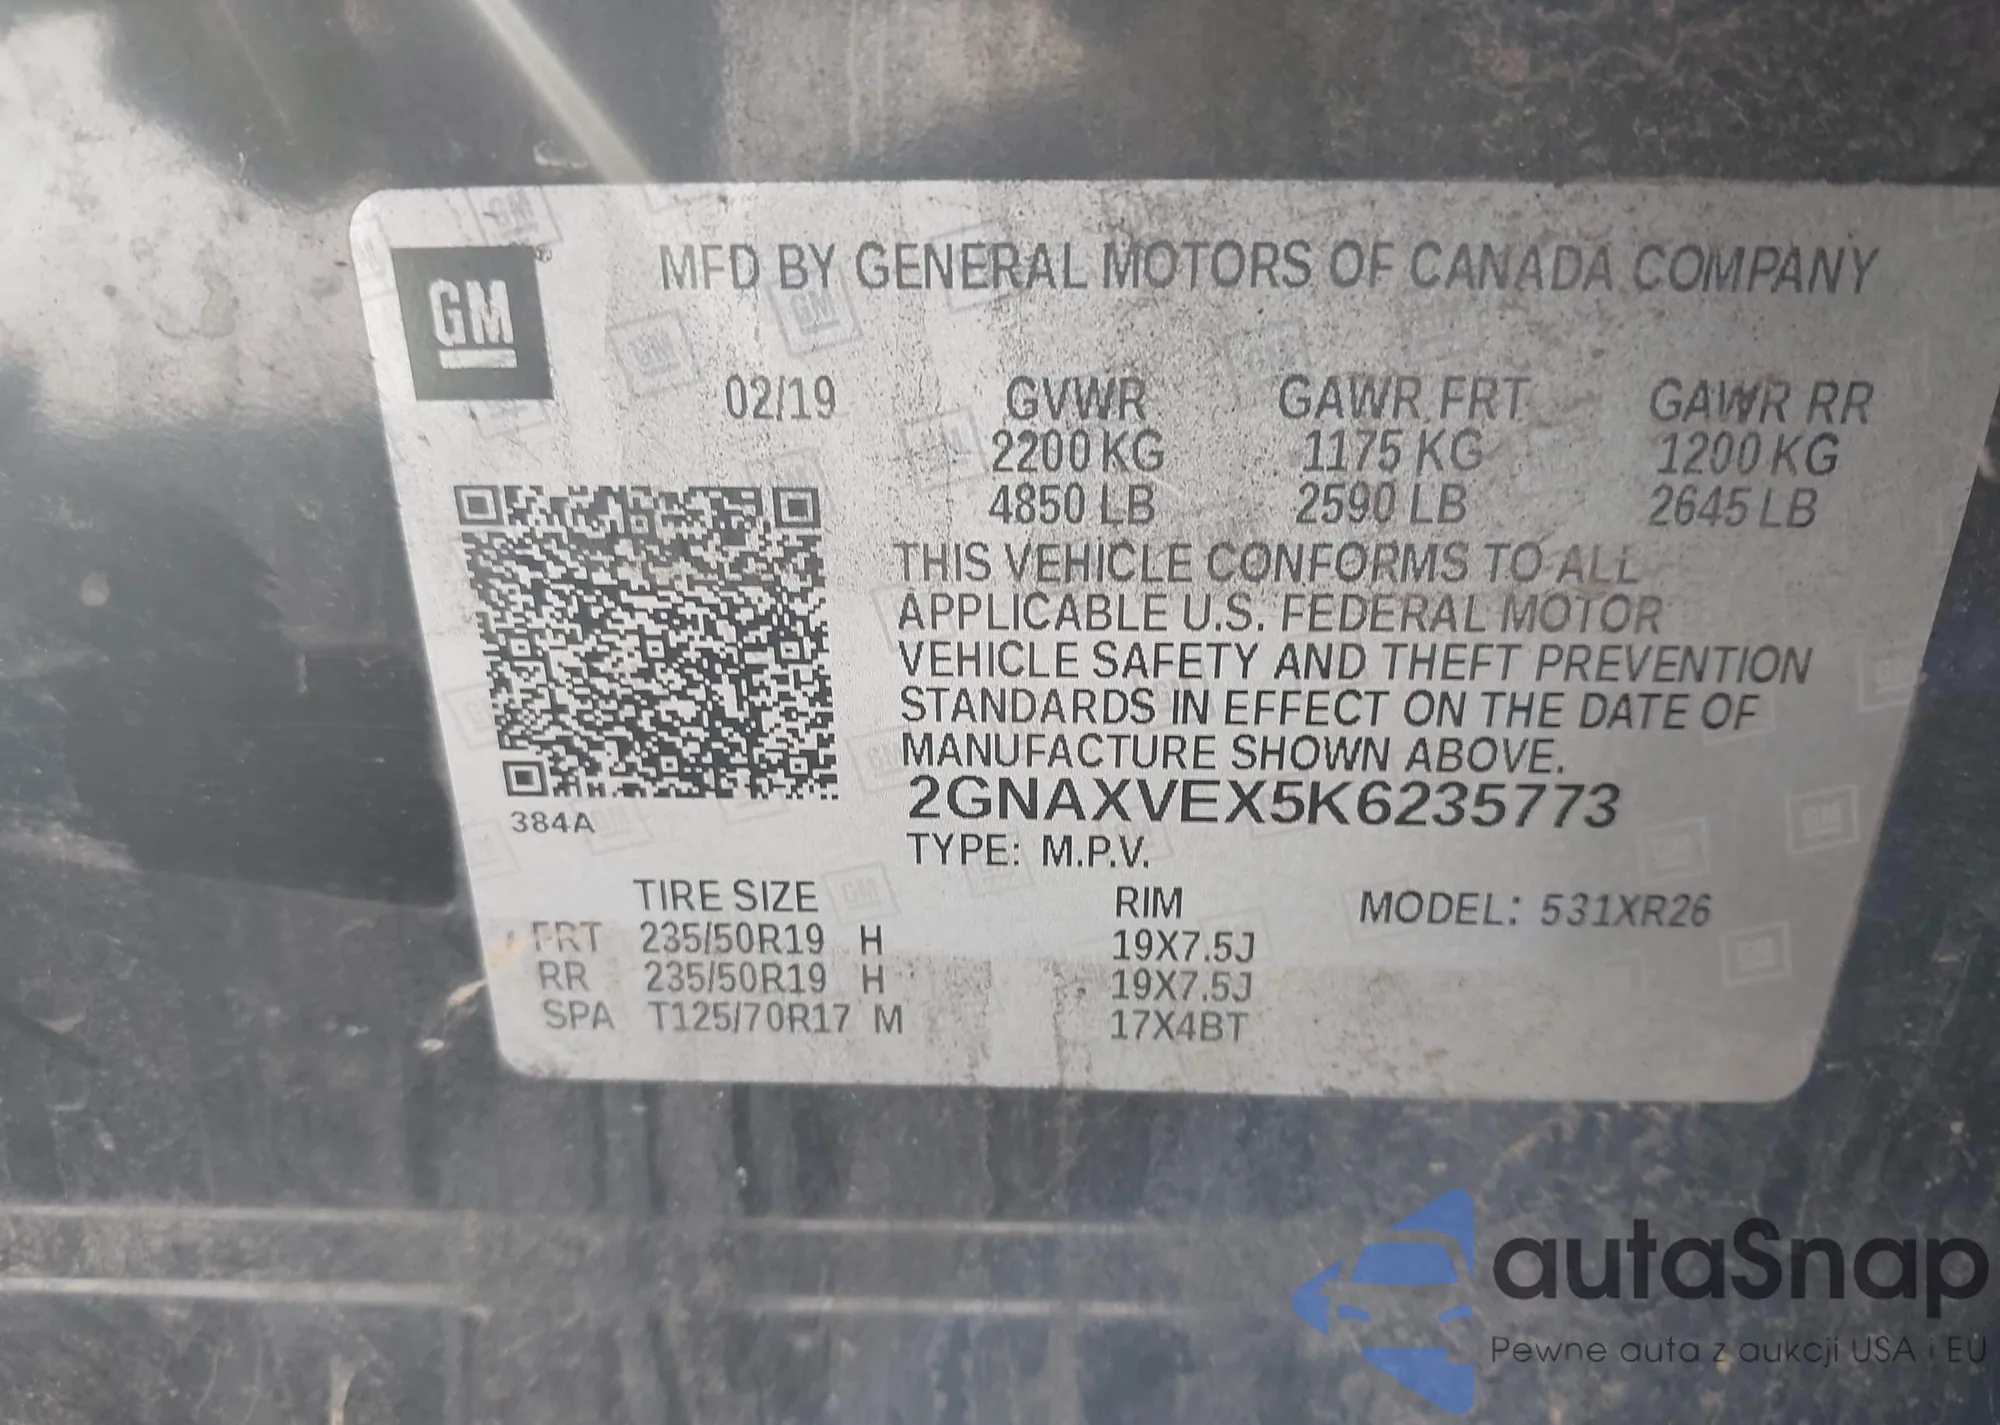 GM
MFD BY GENERAL MOTORS OF CANADA COMPANY
02/19 GVWR GAWR FRT GAWR RR
2200 KG 1175 KG 1200 KG
4850 LB 2590 LB 2645 LB
THIS VEHICLE CONFORMS TO ALL
APPLICABLE U.S. FEDERAL MOTOR
VEHICLE SAFETY AND THEFT PREVENTION
STANDARDS IN EFFECT ON THE DATE OF
MANUFACTURE SHOWN ABOVE.
2GNAXVEX5K6235773
384A
TYPE: M.P.V.
TIRE SIZE RIM MODEL: 531XR26
FRT 235/50R19 H 19X7.5J
RR 235/50R19 H 19X7.5J
SPA T125/70R17 M 17X4BT
autaSnap
Pewne auta z aukcji USA i EU